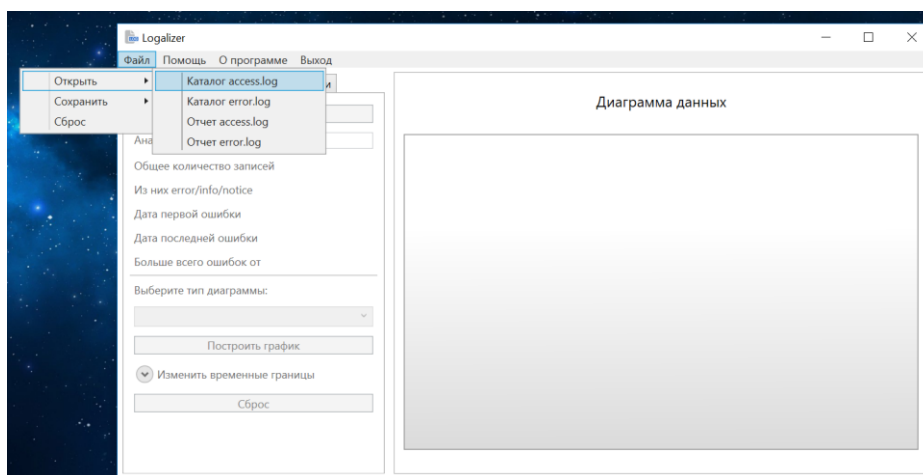 Logalizer
Файл Помощь О программе Выход
Открыть
Сохранить
Сброс
Каталог access.log
Каталог error.log
Отчет access.log
Отчет error.log
Общее количество записей
Из них error/info/notice
Дата первой ошибки
Дата последней ошибки
Больше всего ошибок от
Выберите тип диаграммы:
Построить график
Изменить временные границы
Сброс
Диаграмма данных